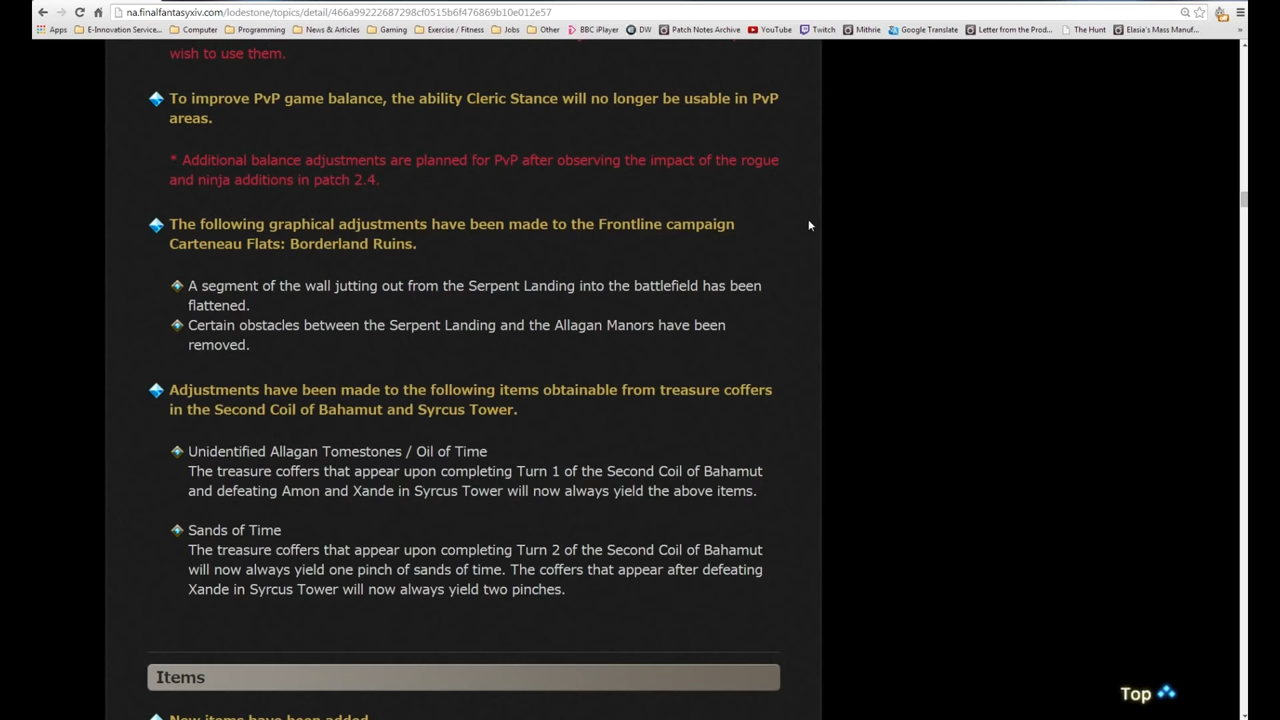 na.finalfantasyxiv.com/lodestone/topics/detail/466a99222687298cf0515b6f476869b10e012e57
Apps E-Innovation Service... Computer Programming News & Articles Gaming Exercise / Fitness Jobs Other BBC iPlayer DW Patch Notes Archive YouTube Twitch Mithrie Google Translate Letter from the Prod... The Hunt Elasia's Mass Manuf... »
wish to use them.
To improve PvP game balance, the ability Cleric Stance will no longer be usable in PvP
areas.
* Additional balance adjustments are planned for PvP after observing the impact of the rogue
and ninja additions in patch 2.4.
The following graphical adjustments have been made to the Frontline campaign
Carteneau Flats: Borderland Ruins.
A segment of the wall jutting out from the Serpent Landing into the battlefield has been
flattened.
Certain obstacles between the Serpent Landing and the Allagan Manors have been
removed.
Adjustments have been made to the following items obtainable from treasure coffers
in the Second Coil of Bahamut and Syrcus Tower.
Unidentified Allagan Tomestones / Oil of Time
The treasure coffers that appear upon completing Turn 1 of the Second Coil of Bahamut
and defeating Amon and Xande in Syrcus Tower will now always yield the above items.
Sands of Time
The treasure coffers that appear upon completing Turn 2 of the Second Coil of Bahamut
will now always yield one pinch of sands of time. The coffers that appear after defeating
Xande in Syrcus Tower will now always yield two pinches.
Items
New items have been added.
Top